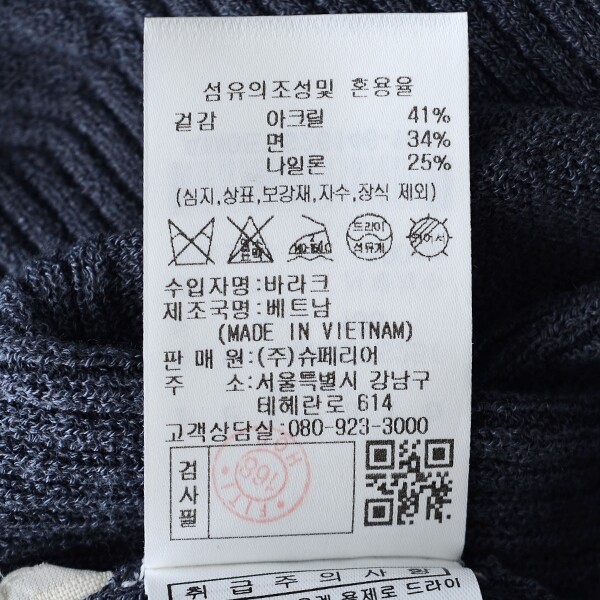 섬유의조성및 혼용율
겉감 아크릴 41%
면 34%
나일론 25%
(심지,상표,보강재,자수,장식 제외)
드라이
석유계
수입자명:바라크
제조국명:베트남
(MADE IN VIETNAM)
판 매 원:(주)슈페리어
주 소:서울특별시 강남구
테헤란로 614
고객상담실:080-923-3000
검사필
166
FITI
취급주의사항
용제로 드라이